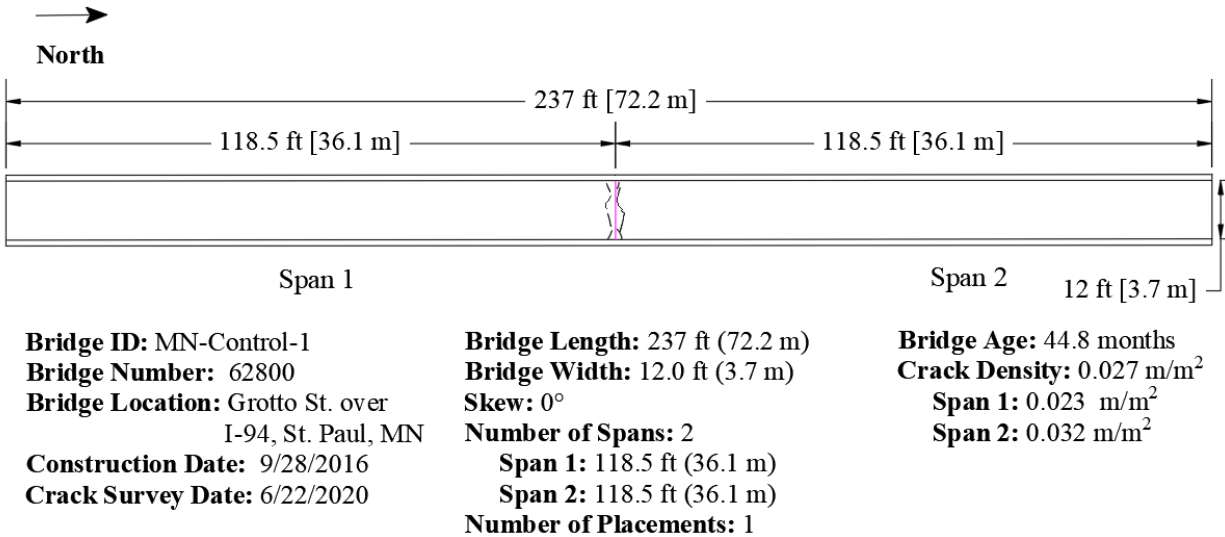 North
237 ft [72.2 m]
118.5 ft [36.1 m]
118.5 ft [36.1 m]
Span 1
Span 2
12 ft [3.7 m]
Bridge ID: MN-Control-1
Bridge Number: 62800
Bridge Location: Grotto St. over
I-94, St. Paul, MN
Construction Date: 9/28/2016
Crack Survey Date: 6/22/2020
Bridge Length: 237 ft (72.2 m)
Bridge Width: 12.0 ft (3.7 m)
Skew: 0°
Number of Spans: 2
Span 1: 118.5 ft (36.1 m)
Span 2: 118.5 ft (36.1 m)
Number of Placements: 1
Bridge Age: 44.8 months
Crack Density: 0.027 m/m²
Span 1: 0.023 m/m²
Span 2: 0.032 m/m²